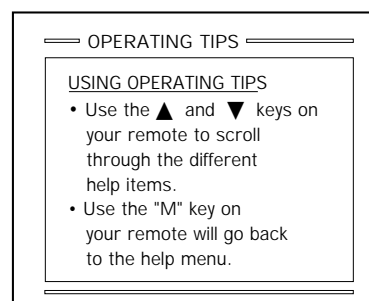 OPERATING TIPS
USING OPERATING TIPS
• Use the ▲ and ▼ keys on
your remote to scroll
through the different
help items.
• Use the "M" key on
your remote will go back
to the help menu.